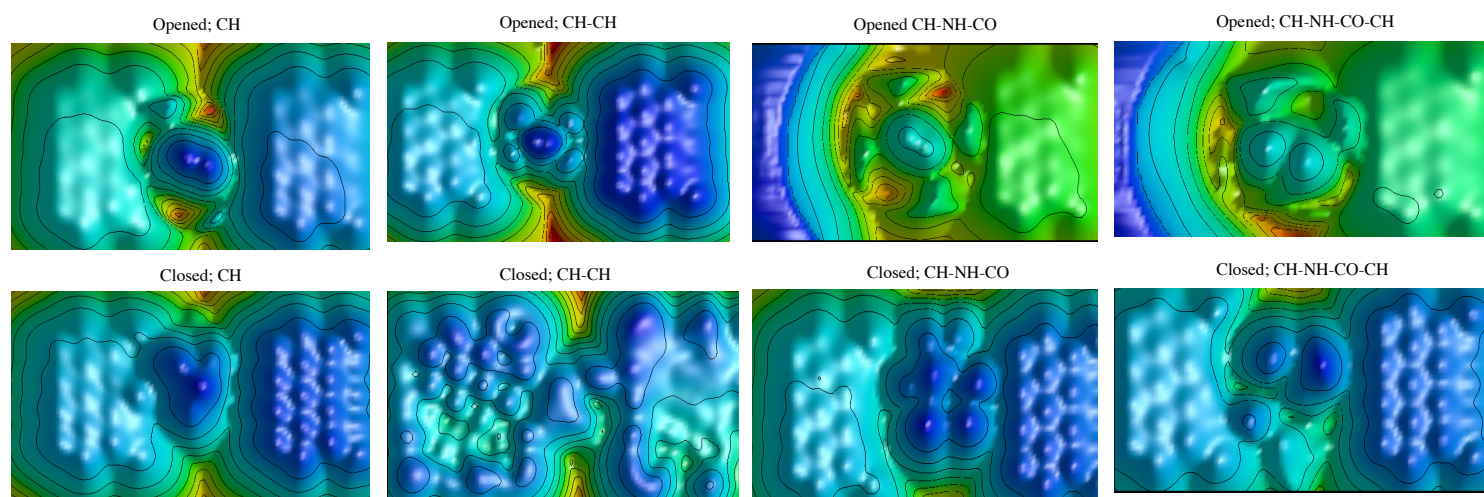 Opened; CH
Opened; CH-CH
Opened CH-NH-CO
Opened; CH-NH-CO-CH
Closed; CH
Closed; CH-CH
Closed; CH-NH-CO
Closed; CH-NH-CO-CH